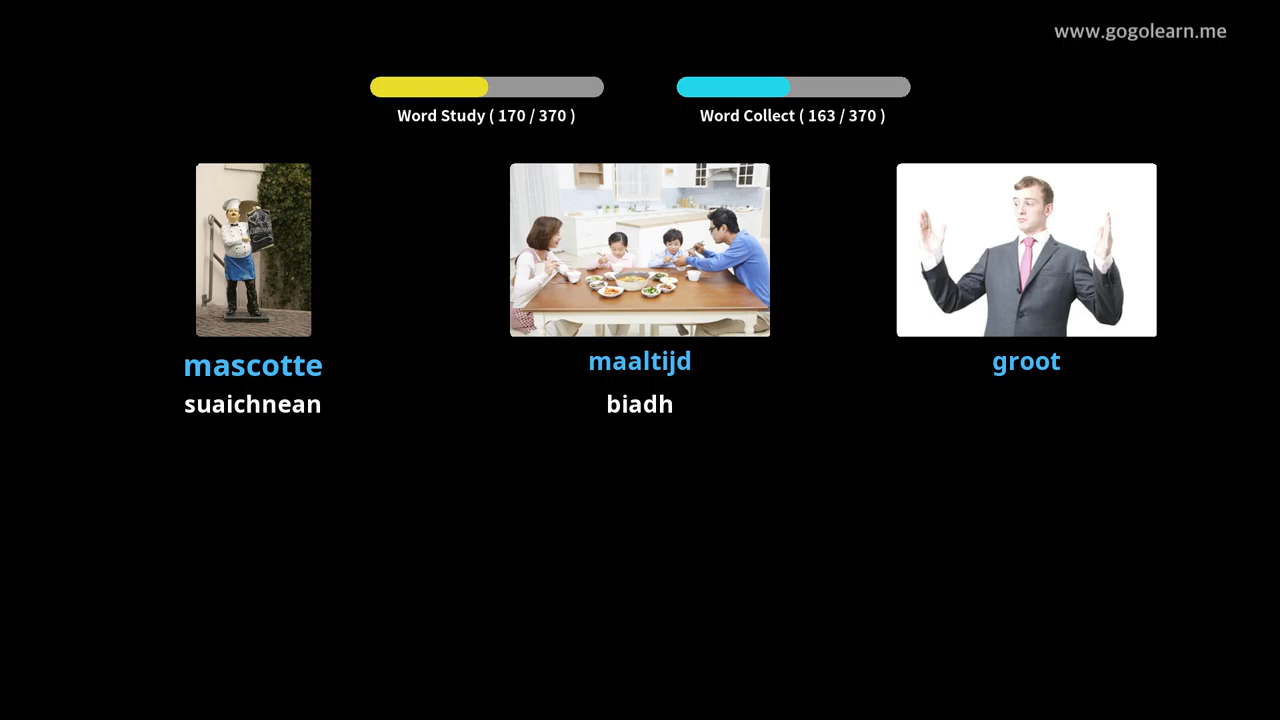 www.gogolearn.me
Word Study ( 170 / 370 )
Word Collect ( 163 / 370 )
mascotte
maaltijd
groot
suaichnean
biadh